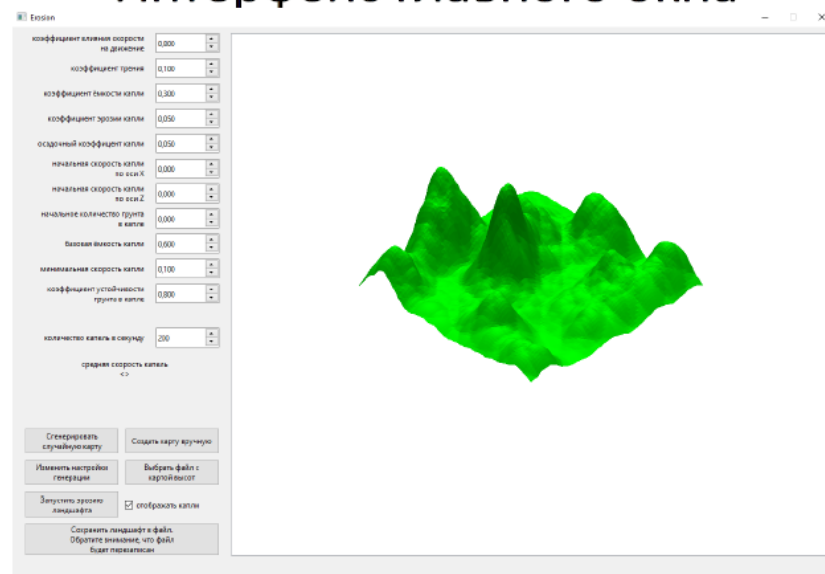 Интерфейс главного окна
Erosion
коэффициент влияния скорости
на движение
0,800
коэффициент трения
0,100
коэффициент ёмкости капли
0,300
коэффициент эрозии капли
0,050
осадочный коэффицент капли
0,050
начальная скорость капли
по оси X
0,000
начальная скорость капли
по оси Z
0,000
начальное количество грунта
в капле
0,000
базовая ёмкость капли
0,600
минимальная скорость капли
0,100
коэффициент устойчивости
грунта в капле
0,800
количество капель в секунду
200
средняя скорость капель
<>
Сгенерировать
случайную карту
Создать карту вручную
Изменить настройки
генерации
Выбрать файл с
картой высот
Запустить эрозию
ландшафта
отображать капли
Сохранить ландшафт в файл.
Обратите внимание, что файл
будет перезаписан